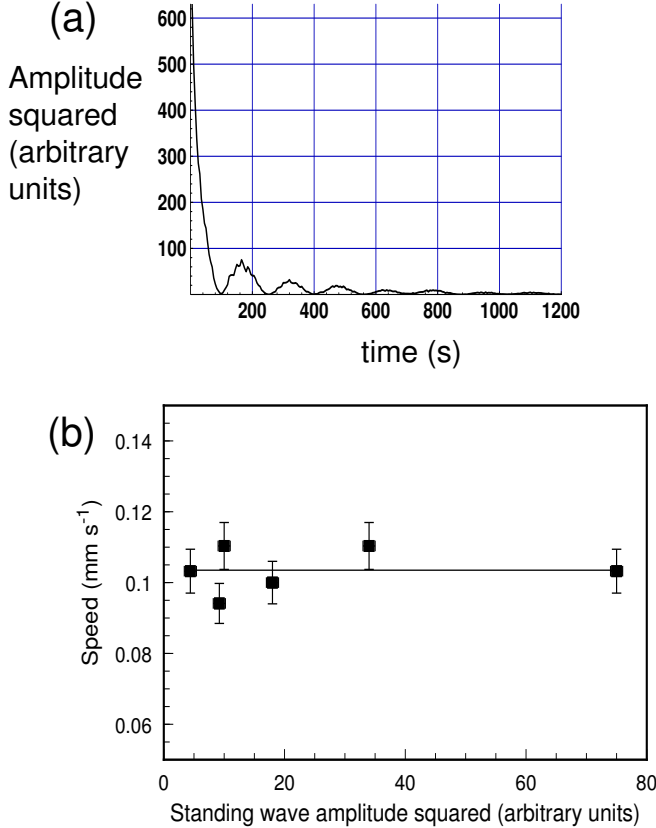 (a)
Amplitude
squared
(arbitrary
units)
600
500
400
300
200
100
200 400 600 800 1000 1200
time (s)
(b)
Speed (mm s-1)
0.14
0.12
0.1
0.08
0.06
0 20 40 60 80
Standing wave amplitude squared (arbitrary units)